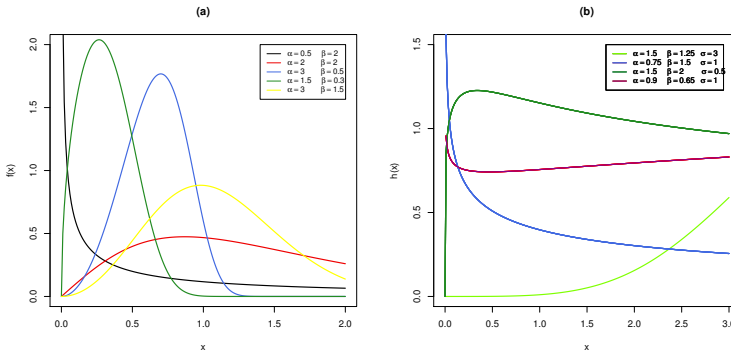 (a)
f(x)
2.0
1.5
1.0
0.5
0.0
α = 0.5 β = 2
α = 2 β = 2
α = 3 β = 0.5
α = 1.5 β = 0.3
α = 3 β = 1.5
0.0 0.5 1.0 1.5 2.0
x
(b)
h(x)
1.5
1.0
0.5
0.0
α = 1.5 β = 1.25 σ = 3
α = 0.75 β = 1.5 σ = 1
α = 1.5 β = 2 σ = 0.5
α = 0.9 β = 0.65 σ = 1
0.0 0.5 1.0 1.5 2.0 2.5 3.0
x